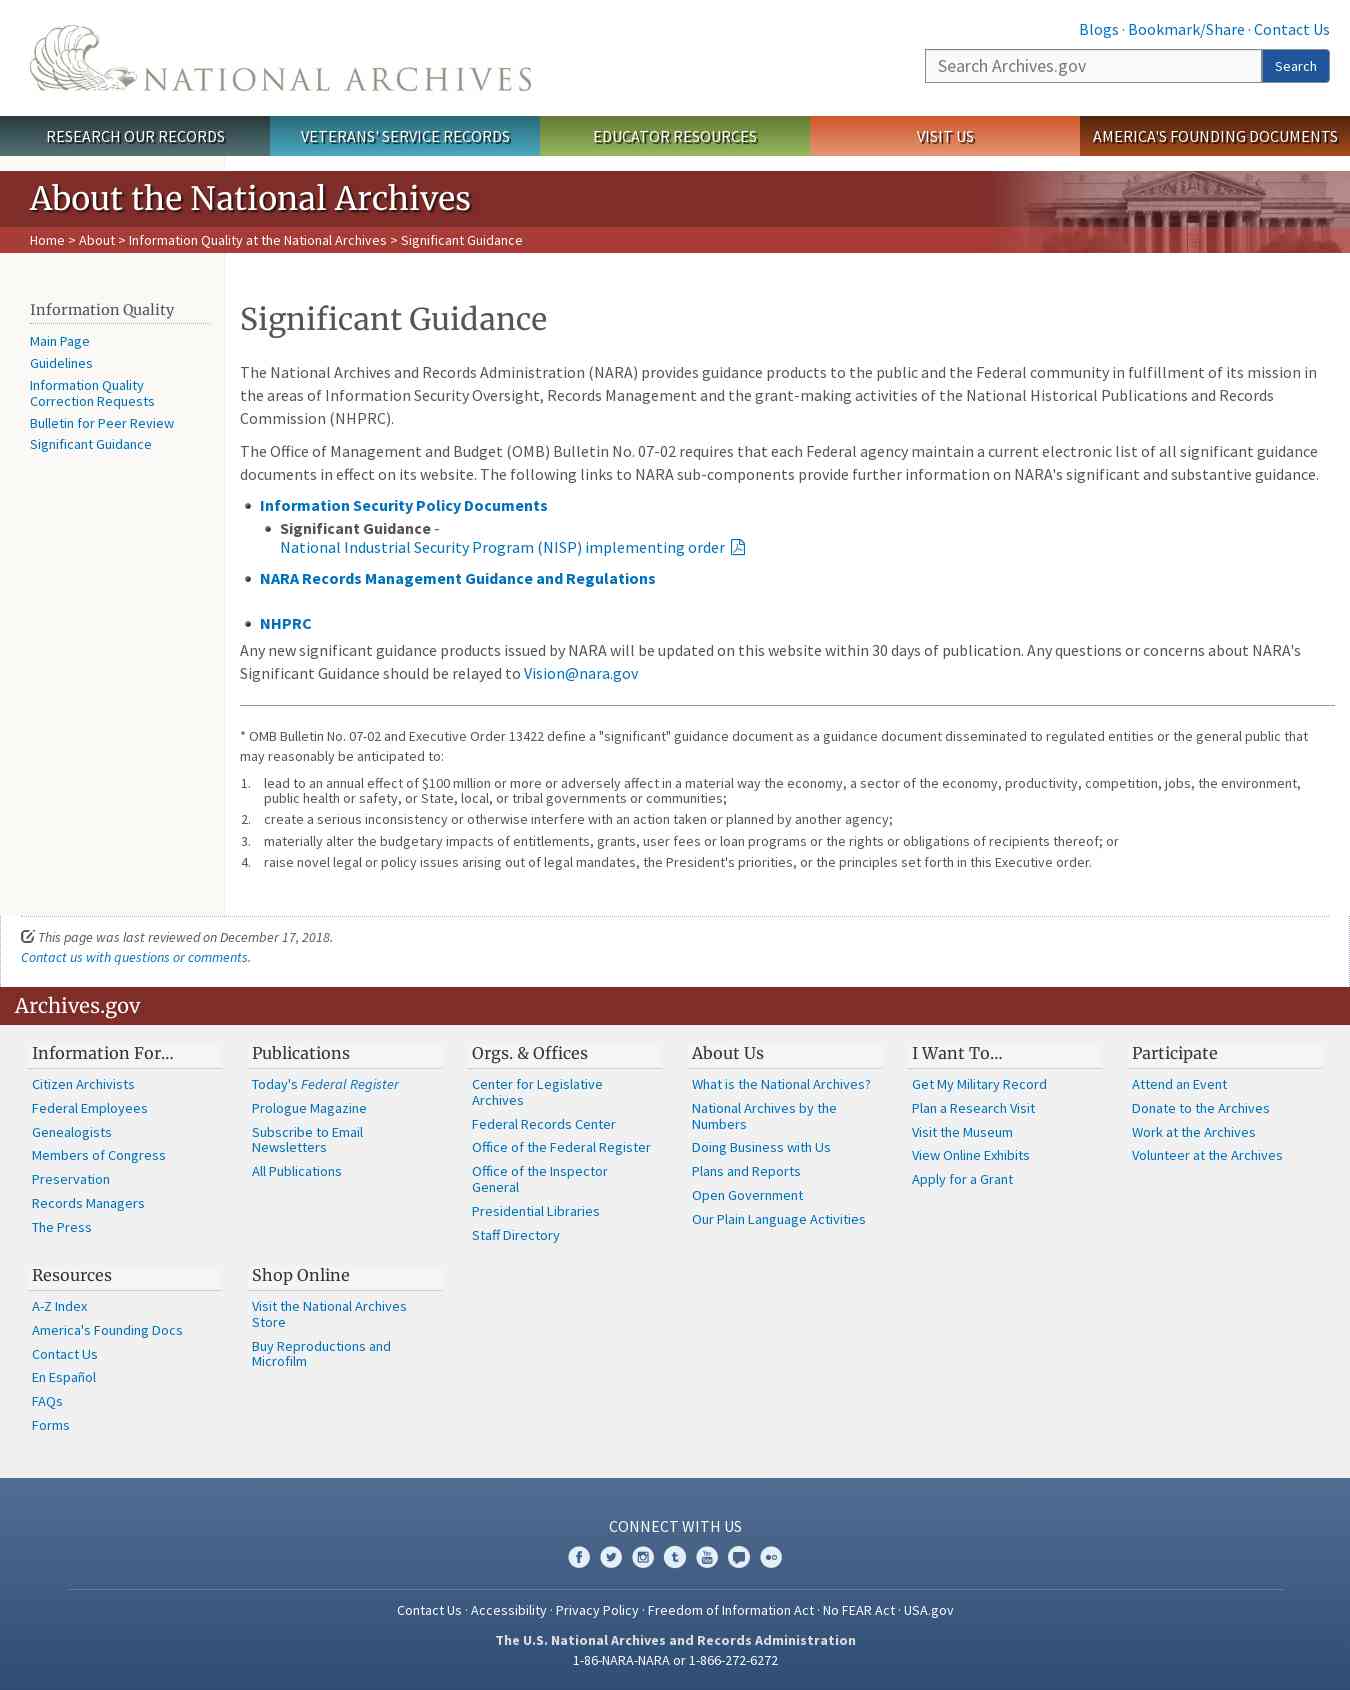 Blogs · Bookmark/Share · Contact Us
NATIONAL ARCHIVES
Search Archives.gov
Search
RESEARCH OUR RECORDS
VETERANS' SERVICE RECORDS
EDUCATOR RESOURCES
VISIT US
AMERICA'S FOUNDING DOCUMENTS
About the National Archives
Home > About > Information Quality at the National Archives > Significant Guidance
Information Quality
Main Page
Guidelines
Information Quality
Correction Requests
Bulletin for Peer Review
Significant Guidance
Significant Guidance
The National Archives and Records Administration (NARA) provides guidance products to the public and the Federal community in fulfillment of its mission in
the areas of Information Security Oversight, Records Management and the grant-making activities of the National Historical Publications and Records
Commission (NHPRC).
The Office of Management and Budget (OMB) Bulletin No. 07-02 requires that each Federal agency maintain a current electronic list of all significant guidance
documents in effect on its website. The following links to NARA sub-components provide further information on NARA's significant and substantive guidance.
Information Security Policy Documents
Significant Guidance -
National Industrial Security Program (NISP) implementing order
NARA Records Management Guidance and Regulations
NHPRC
Any new significant guidance products issued by NARA will be updated on this website within 30 days of publication. Any questions or concerns about NARA's
Significant Guidance should be relayed to Vision@nara.gov
* OMB Bulletin No. 07-02 and Executive Order 13422 define a "significant" guidance document as a guidance document disseminated to regulated entities or the general public that
may reasonably be anticipated to:
1. lead to an annual effect of $100 million or more or adversely affect in a material way the economy, a sector of the economy, productivity, competition, jobs, the environment,
public health or safety, or State, local, or tribal governments or communities;
2. create a serious inconsistency or otherwise interfere with an action taken or planned by another agency;
3. materially alter the budgetary impacts of entitlements, grants, user fees or loan programs or the rights or obligations of recipients thereof; or
4. raise novel legal or policy issues arising out of legal mandates, the President's priorities, or the principles set forth in this Executive order.
This page was last reviewed on December 17, 2018.
Contact us with questions or comments.
Archives.gov
Information For…
Citizen Archivists
Federal Employees
Genealogists
Members of Congress
Preservation
Records Managers
The Press
Publications
Today's Federal Register
Prologue Magazine
Subscribe to Email
Newsletters
All Publications
Orgs. & Offices
Center for Legislative
Archives
Federal Records Center
Office of the Federal Register
Office of the Inspector
General
Presidential Libraries
Staff Directory
About Us
What is the National Archives?
National Archives by the
Numbers
Doing Business with Us
Plans and Reports
Open Government
Our Plain Language Activities
I Want To…
Get My Military Record
Plan a Research Visit
Visit the Museum
View Online Exhibits
Apply for a Grant
Participate
Attend an Event
Donate to the Archives
Work at the Archives
Volunteer at the Archives
Resources
A-Z Index
America's Founding Docs
Contact Us
En Español
FAQs
Forms
Shop Online
Visit the National Archives
Store
Buy Reproductions and
Microfilm
CONNECT WITH US
Contact Us · Accessibility · Privacy Policy · Freedom of Information Act · No FEAR Act · USA.gov
The U.S. National Archives and Records Administration
1-86-NARA-NARA or 1-866-272-6272